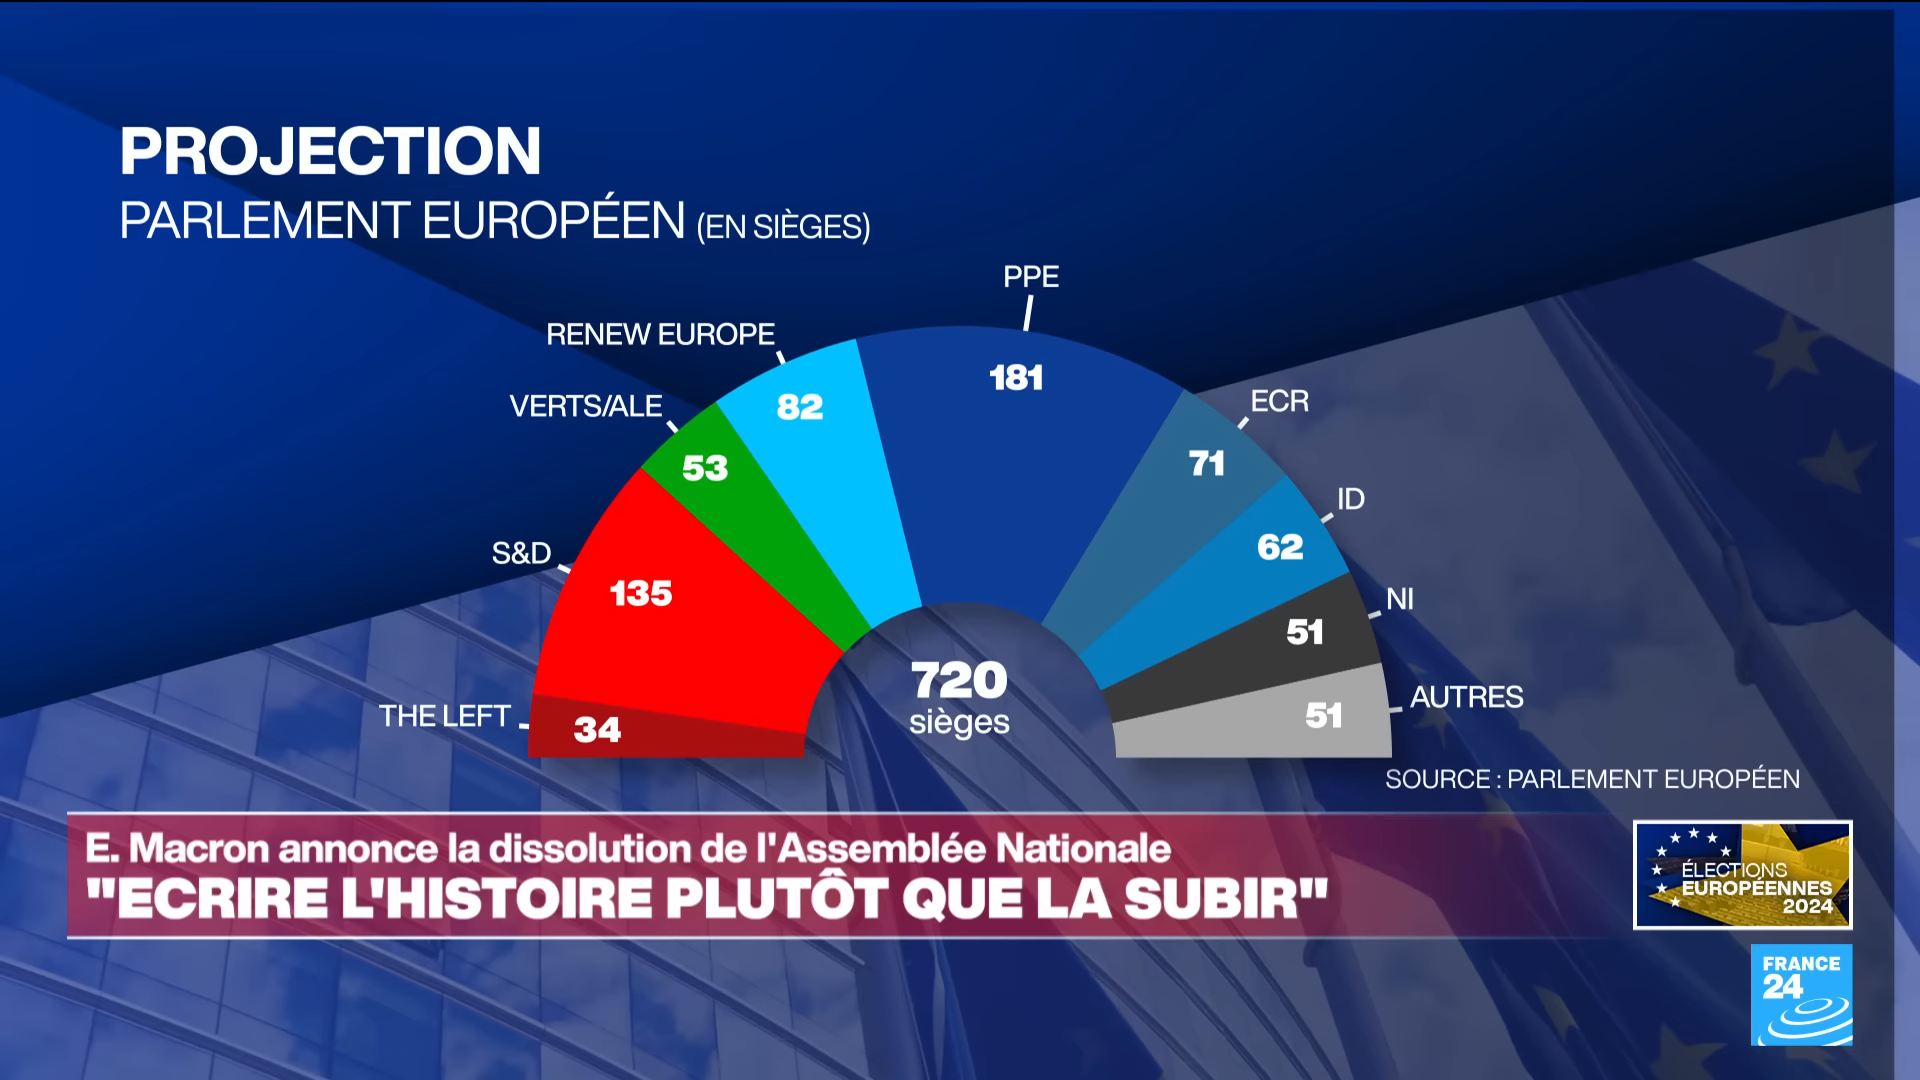 PROJECTION
PARLEMENT EUROPÉEN (EN SIÈGES)
PPE
181
RENEW EUROPE
82
VERTS/ALE
53
ECR
71
S&D
135
ID
62
THE LEFT
34
NI
51
AUTRES
51
720
sièges
SOURCE : PARLEMENT EUROPÉEN
E. Macron annonce la dissolution de l'Assemblée Nationale
"ECRIRE L'HISTOIRE PLUTÔT QUE LA SUBIR"
ÉLECTIONS
EUROPÉENNES
2024
FRANCE
24